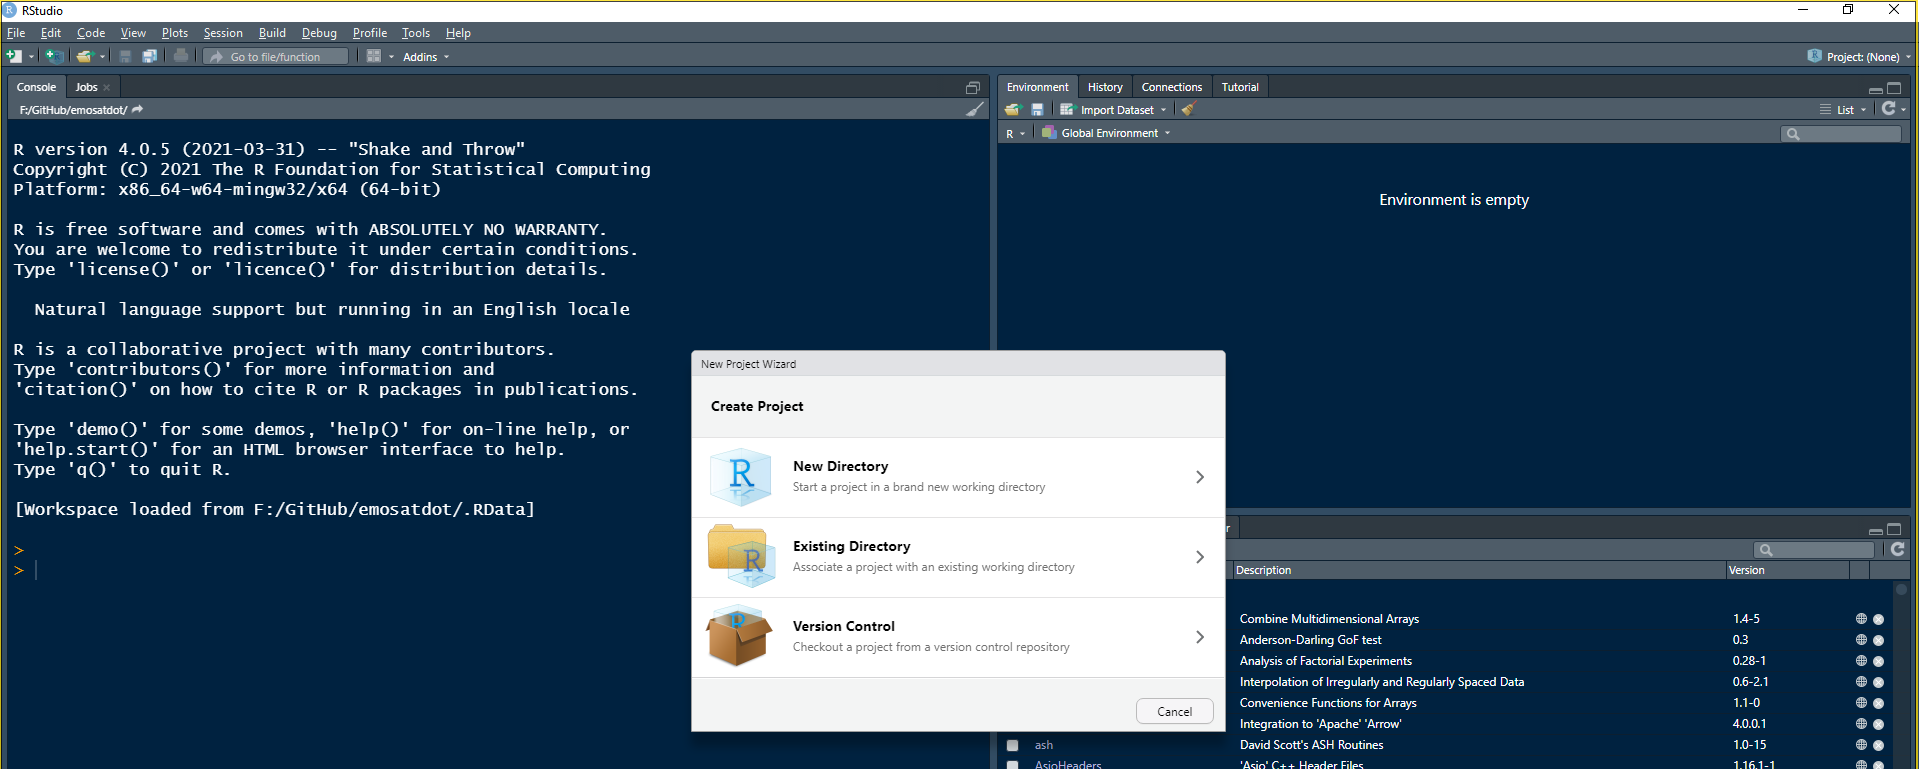 RStudio
File Edit Code View Plots Session Build Debug Profile Tools Help
Go to file/function Addins Project: (None)
Console Jobs
F:/GitHub/emosatdot/
R version 4.0.5 (2021-03-31) -- "Shake and Throw"
Copyright (C) 2021 The R Foundation for Statistical Computing
Platform: x86_64-w64-mingw32/x64 (64-bit)
R is free software and comes with ABSOLUTELY NO WARRANTY.
You are welcome to redistribute it under certain conditions.
Type 'license()' or 'licence()' for distribution details.
Natural language support but running in an English locale
R is a collaborative project with many contributors.
Type 'contributors()' for more information and
'citation()' on how to cite R or R packages in publications.
Type 'demo()' for some demos, 'help()' for on-line help, or
'help.start()' for an HTML browser interface to help.
Type 'q()' to quit R.
[Workspace loaded from F:/GitHub/emosatdot/.RData]
>
>
Environment History Connections Tutorial
Import Dataset List
R Global Environment
Environment is empty
New Project Wizard
Create Project
New Directory
Start a project in a brand new working directory
Existing Directory
Associate a project with an existing working directory
Version Control
Checkout a project from a version control repository
Cancel
Description Version
Combine Multidimensional Arrays 1.4-5
Anderson-Darling GoF test 0.3
Analysis of Factorial Experiments 0.28-1
Interpolation of Irregularly and Regularly Spaced Data 0.6-2.1
Convenience Functions for Arrays 1.1-0
Integration to 'Apache' 'Arrow' 4.0.0.1
ash David Scott's ASH Routines 1.0-15
AsioHeaders 'Asio' C++ Header Files 1.16.1-1